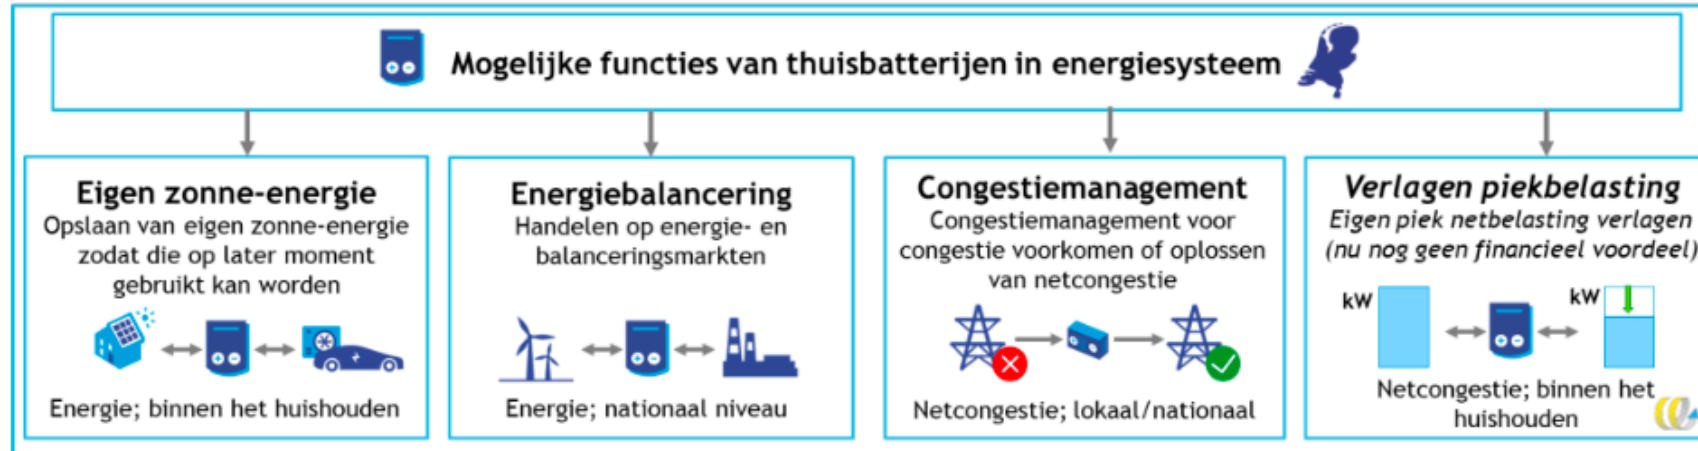 Mogelijke functies van thuisbatterijen in energiesysteem
Eigen zonne-energie
Opslaan van eigen zonne-energie
zodat die op later moment
gebruikt kan worden
Energie; binnen het huishouden
Energiebalancering
Handelen op energie- en
balanceringsmarkten
Energie; nationaal niveau
Congestiemanagement
Congestiemanagement voor
congestie voorkomen of oplossen
van netcongestie
Netcongestie; lokaal/nationaal
Verlagen piekbelasting
Eigen piek netbelasting verlagen
(nu nog geen financieel voordeel)
kW
kW
Netcongestie; binnen het
huishouden